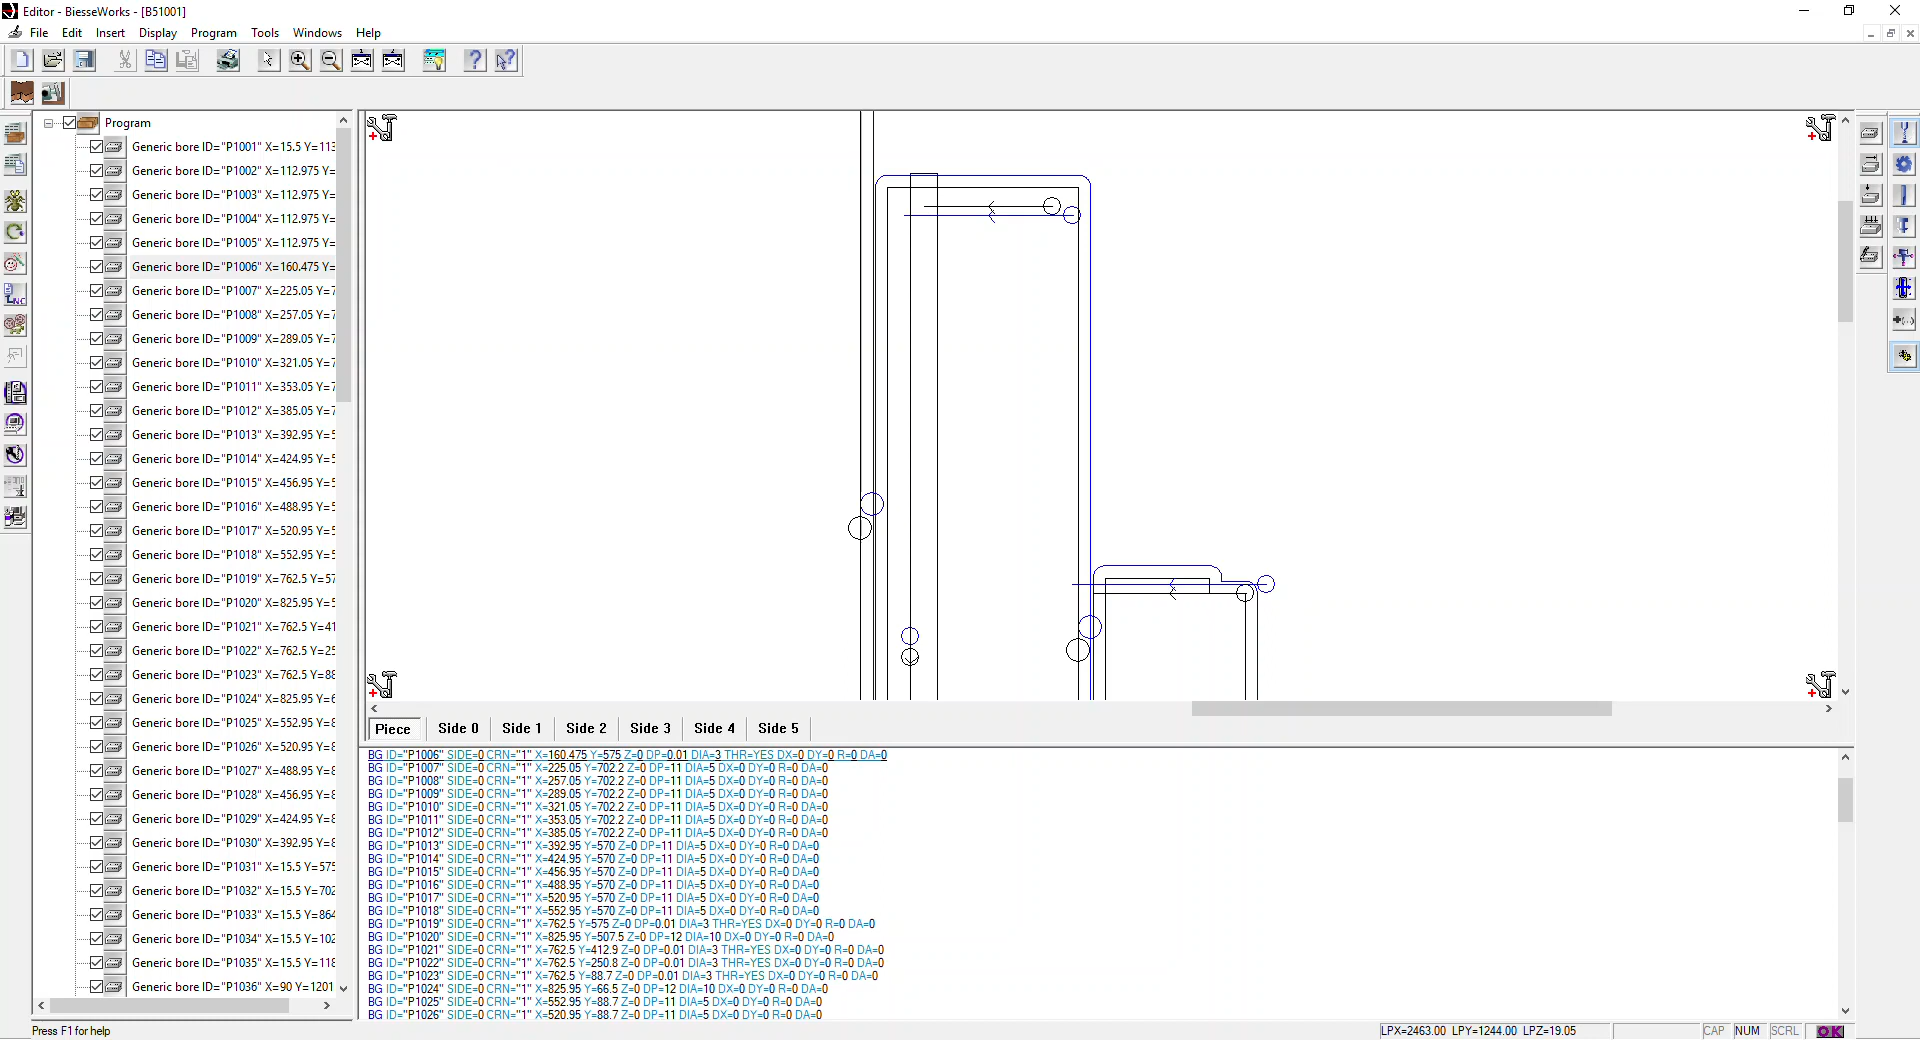 Editor - BiesseWorks - [B51001]
File Edit Insert Display Program Tools Windows Help
Program
Generic bore ID="P1001" X=15.5 Y=113
Generic bore ID="P1002" X=112.975 Y=
Generic bore ID="P1003" X=112.975 Y=
Generic bore ID="P1004" X=112.975 Y=
Generic bore ID="P1005" X=112.975 Y=
Generic bore ID="P1006" X=160.475 Y=
Generic bore ID="P1007" X=225.05 Y=7
Generic bore ID="P1008" X=257.05 Y=7
Generic bore ID="P1009" X=289.05 Y=7
Generic bore ID="P1010" X=321.05 Y=7
Generic bore ID="P1011" X=353.05 Y=7
Generic bore ID="P1012" X=385.05 Y=7
Generic bore ID="P1013" X=392.95 Y=5
Generic bore ID="P1014" X=424.95 Y=5
Generic bore ID="P1015" X=456.95 Y=5
Generic bore ID="P1016" X=488.95 Y=5
Generic bore ID="P1017" X=520.95 Y=5
Generic bore ID="P1018" X=552.95 Y=5
Generic bore ID="P1019" X=762.5 Y=57
Generic bore ID="P1020" X=825.95 Y=5
Generic bore ID="P1021" X=762.5 Y=41
Generic bore ID="P1022" X=762.5 Y=25
Generic bore ID="P1023" X=762.5 Y=88
Generic bore ID="P1024" X=825.95 Y=6
Generic bore ID="P1025" X=552.95 Y=8
Generic bore ID="P1026" X=520.95 Y=8
Generic bore ID="P1027" X=488.95 Y=8
Generic bore ID="P1028" X=456.95 Y=8
Generic bore ID="P1029" X=424.95 Y=8
Generic bore ID="P1030" X=392.95 Y=8
Generic bore ID="P1031" X=15.5 Y=575
Generic bore ID="P1032" X=15.5 Y=702
Generic bore ID="P1033" X=15.5 Y=864
Generic bore ID="P1034" X=15.5 Y=102
Generic bore ID="P1035" X=15.5 Y=118
Generic bore ID="P1036" X=90 Y=1201
Piece Side 0 Side 1 Side 2 Side 3 Side 4 Side 5
BG ID="P1006" SIDE=0 CRN="1" X=160.475 Y=575 Z=0 DP=0.01 DIA=3 THR=YES DX=0 DY=0 R=0 DA=0
BG ID="P1007" SIDE=0 CRN="1" X=225.05 Y=702.2 Z=0 DP=11 DIA=5 DX=0 DY=0 R=0 DA=0
BG ID="P1008" SIDE=0 CRN="1" X=257.05 Y=702.2 Z=0 DP=11 DIA=5 DX=0 DY=0 R=0 DA=0
BG ID="P1009" SIDE=0 CRN="1" X=289.05 Y=702.2 Z=0 DP=11 DIA=5 DX=0 DY=0 R=0 DA=0
BG ID="P1010" SIDE=0 CRN="1" X=321.05 Y=702.2 Z=0 DP=11 DIA=5 DX=0 DY=0 R=0 DA=0
BG ID="P1011" SIDE=0 CRN="1" X=353.05 Y=702.2 Z=0 DP=11 DIA=5 DX=0 DY=0 R=0 DA=0
BG ID="P1012" SIDE=0 CRN="1" X=385.05 Y=702.2 Z=0 DP=11 DIA=5 DX=0 DY=0 R=0 DA=0
BG ID="P1013" SIDE=0 CRN="1" X=392.95 Y=570 Z=0 DP=11 DIA=5 DX=0 DY=0 R=0 DA=0
BG ID="P1014" SIDE=0 CRN="1" X=424.95 Y=570 Z=0 DP=11 DIA=5 DX=0 DY=0 R=0 DA=0
BG ID="P1015" SIDE=0 CRN="1" X=456.95 Y=570 Z=0 DP=11 DIA=5 DX=0 DY=0 R=0 DA=0
BG ID="P1016" SIDE=0 CRN="1" X=488.95 Y=570 Z=0 DP=11 DIA=5 DX=0 DY=0 R=0 DA=0
BG ID="P1017" SIDE=0 CRN="1" X=520.95 Y=570 Z=0 DP=11 DIA=5 DX=0 DY=0 R=0 DA=0
BG ID="P1018" SIDE=0 CRN="1" X=552.95 Y=570 Z=0 DP=11 DIA=5 DX=0 DY=0 R=0 DA=0
BG ID="P1019" SIDE=0 CRN="1" X=762.5 Y=575 Z=0 DP=0.01 DIA=3 THR=YES DX=0 DY=0 R=0 DA=0
BG ID="P1020" SIDE=0 CRN="1" X=825.95 Y=507.5 Z=0 DP=12 DIA=10 DX=0 DY=0 R=0 DA=0
BG ID="P1021" SIDE=0 CRN="1" X=762.5 Y=412.9 Z=0 DP=0.01 DIA=3 THR=YES DX=0 DY=0 R=0 DA=0
BG ID="P1022" SIDE=0 CRN="1" X=762.5 Y=250.8 Z=0 DP=0.01 DIA=3 THR=YES DX=0 DY=0 R=0 DA=0
BG ID="P1023" SIDE=0 CRN="1" X=762.5 Y=88.7 Z=0 DP=0.01 DIA=3 THR=YES DX=0 DY=0 R=0 DA=0
BG ID="P1024" SIDE=0 CRN="1" X=825.95 Y=66.5 Z=0 DP=12 DIA=10 DX=0 DY=0 R=0 DA=0
BG ID="P1025" SIDE=0 CRN="1" X=552.95 Y=88.7 Z=0 DP=11 DIA=5 DX=0 DY=0 R=0 DA=0
BG ID="P1026" SIDE=0 CRN="1" X=520.95 Y=88.7 Z=0 DP=11 DIA=5 DX=0 DY=0 R=0 DA=0
Press F1 for help
LPX=2463.00 LPY=1244.00 LPZ=19.05
CAP NUM SCRL OK